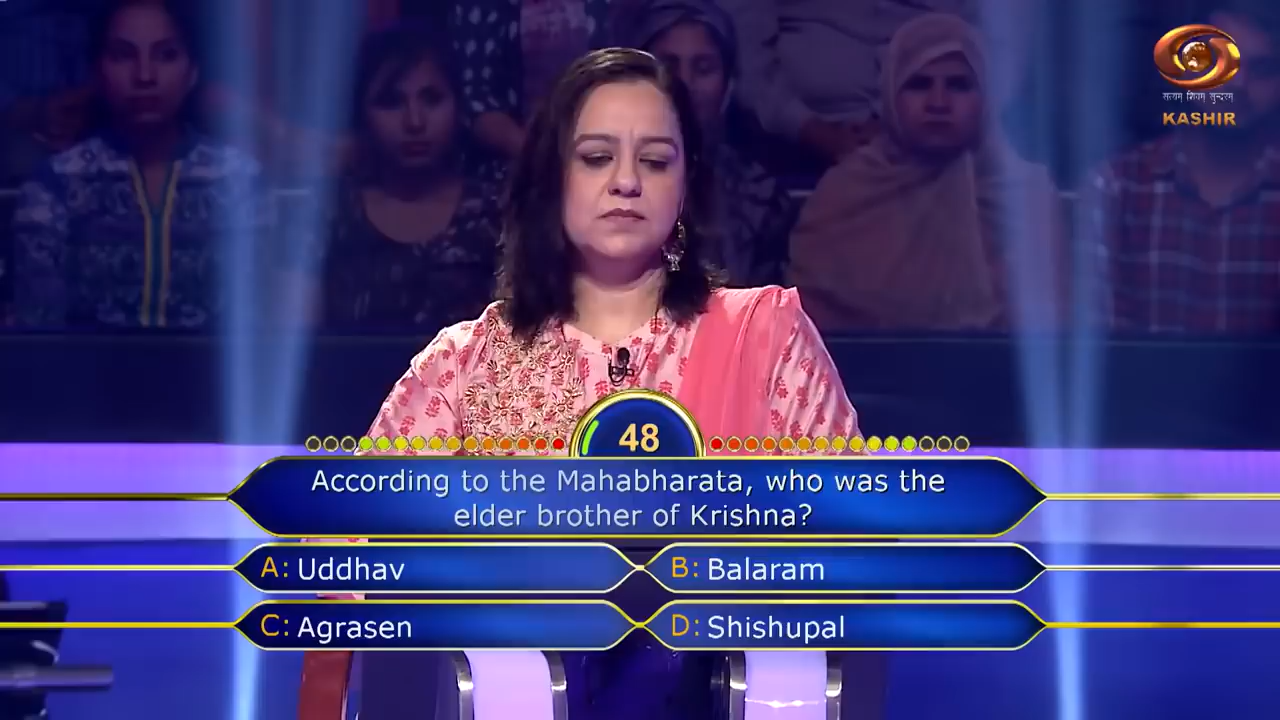 सत्यम् शिवम् सुन्दरम्
KASHIR
48
According to the Mahabharata, who was the
elder brother of Krishna?
A: Uddhav
B: Balaram
C: Agrasen
D: Shishupal